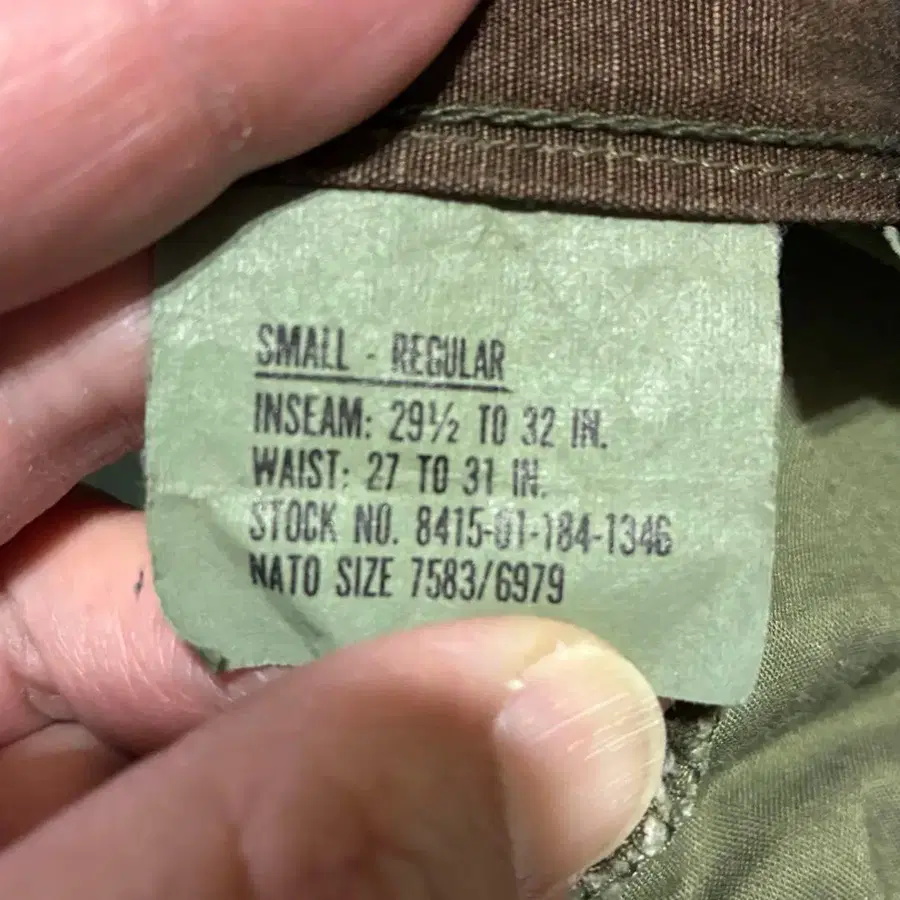 SMALL - REGULAR
INSEAM: 29½ TO 32 IN.
WAIST: 27 TO 31 IN.
STOCK NO. 8415-01-184-1346
NATO SIZE 7583/6979